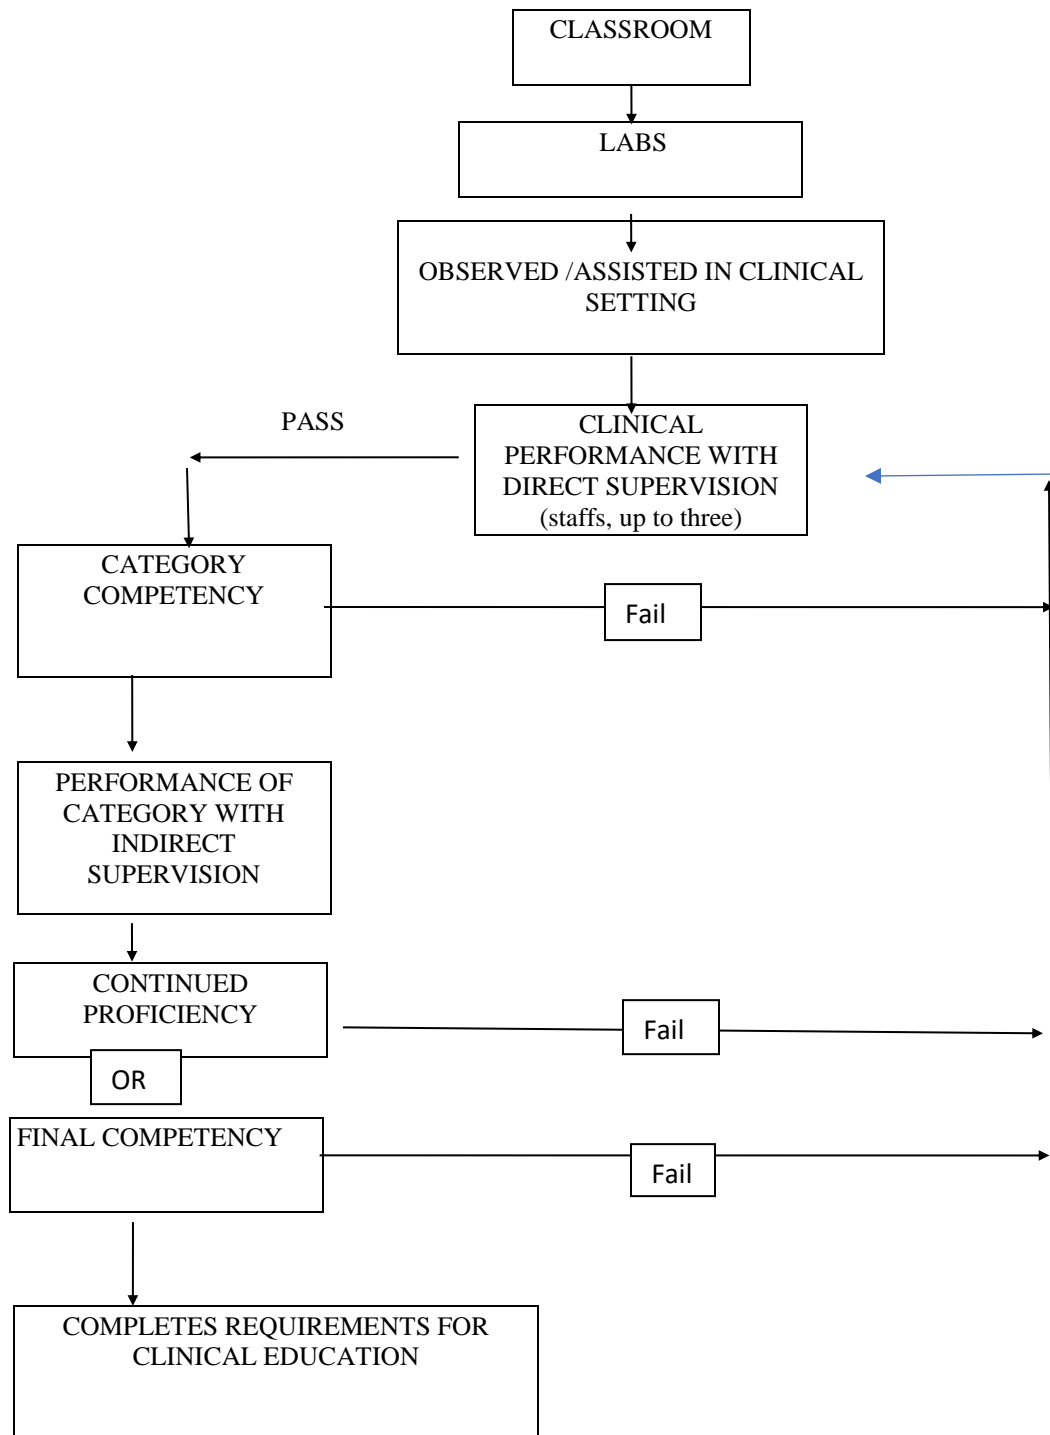 CLASSROOM
LABS
OBSERVED /ASSISTED IN CLINICAL
SETTING
PASS
CLINICAL
PERFORMANCE WITH
DIRECT SUPERVISION
(staffs, up to three)
CATEGORY
COMPETENCY
Fail
PERFORMANCE OF
CATEGORY WITH
INDIRECT
SUPERVISION
CONTINUED
PROFICIENCY
Fail
OR
FINAL COMPETENCY
Fail
COMPLETES REQUIREMENTS FOR
CLINICAL EDUCATION